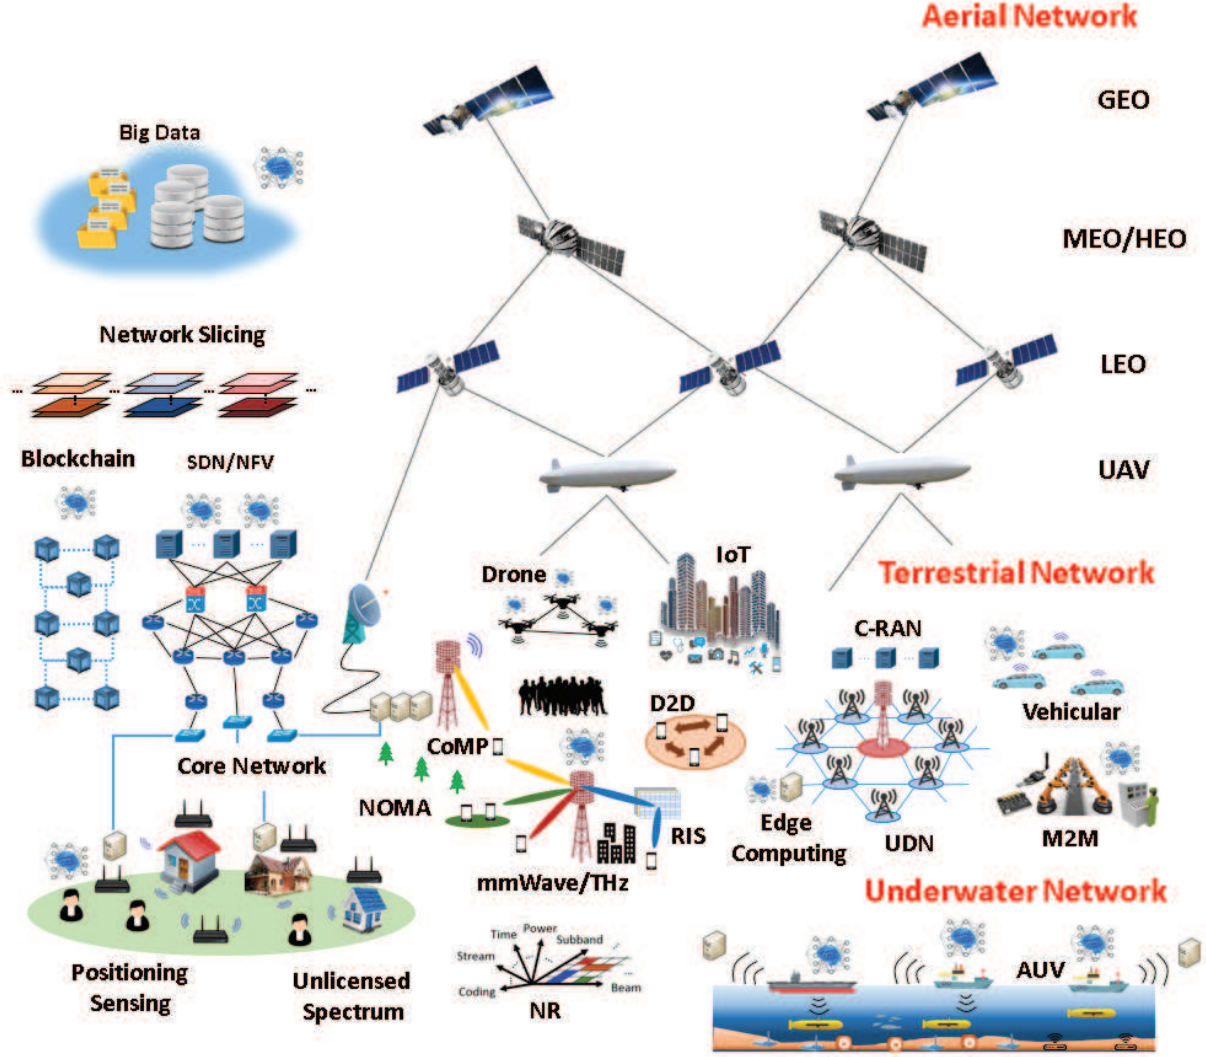 Aerial Network
GEO
Big Data
MEO/HEO
Network Slicing
LEO
Blockchain
SDN/NFV
UAV
IoT
Drone
Terrestrial Network
C-RAN
D2D
Vehicular
CoMP
Core Network
NOMA
RIS
Edge
Computing
UDN
M2M
mmWave/THz
Underwater Network
Time
Power
Subband
Stream
Coding
Beam
NR
AUV
Positioning
Sensing
Unlicensed
Spectrum